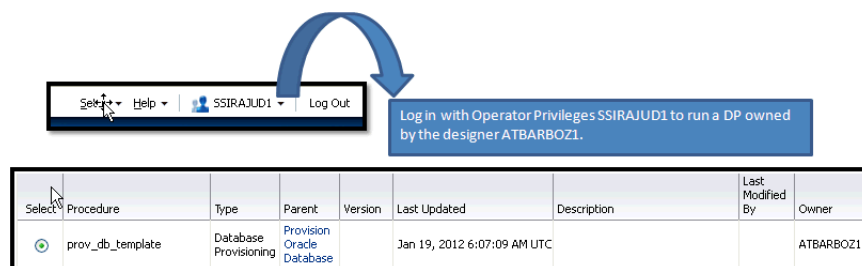 Setup Help SSIRAJUD1 Log Out
Log in with Operator Privileges SSIRAJUD1 to run a DP owned
by the designer ATBARBOZ1.
Select Procedure Type Parent Version Last Updated Description Last Modified By Owner
prov_db_template Database Provisioning Provision Oracle Database Jan 19, 2012 6:07:09 AM UTC ATBARBOZ1